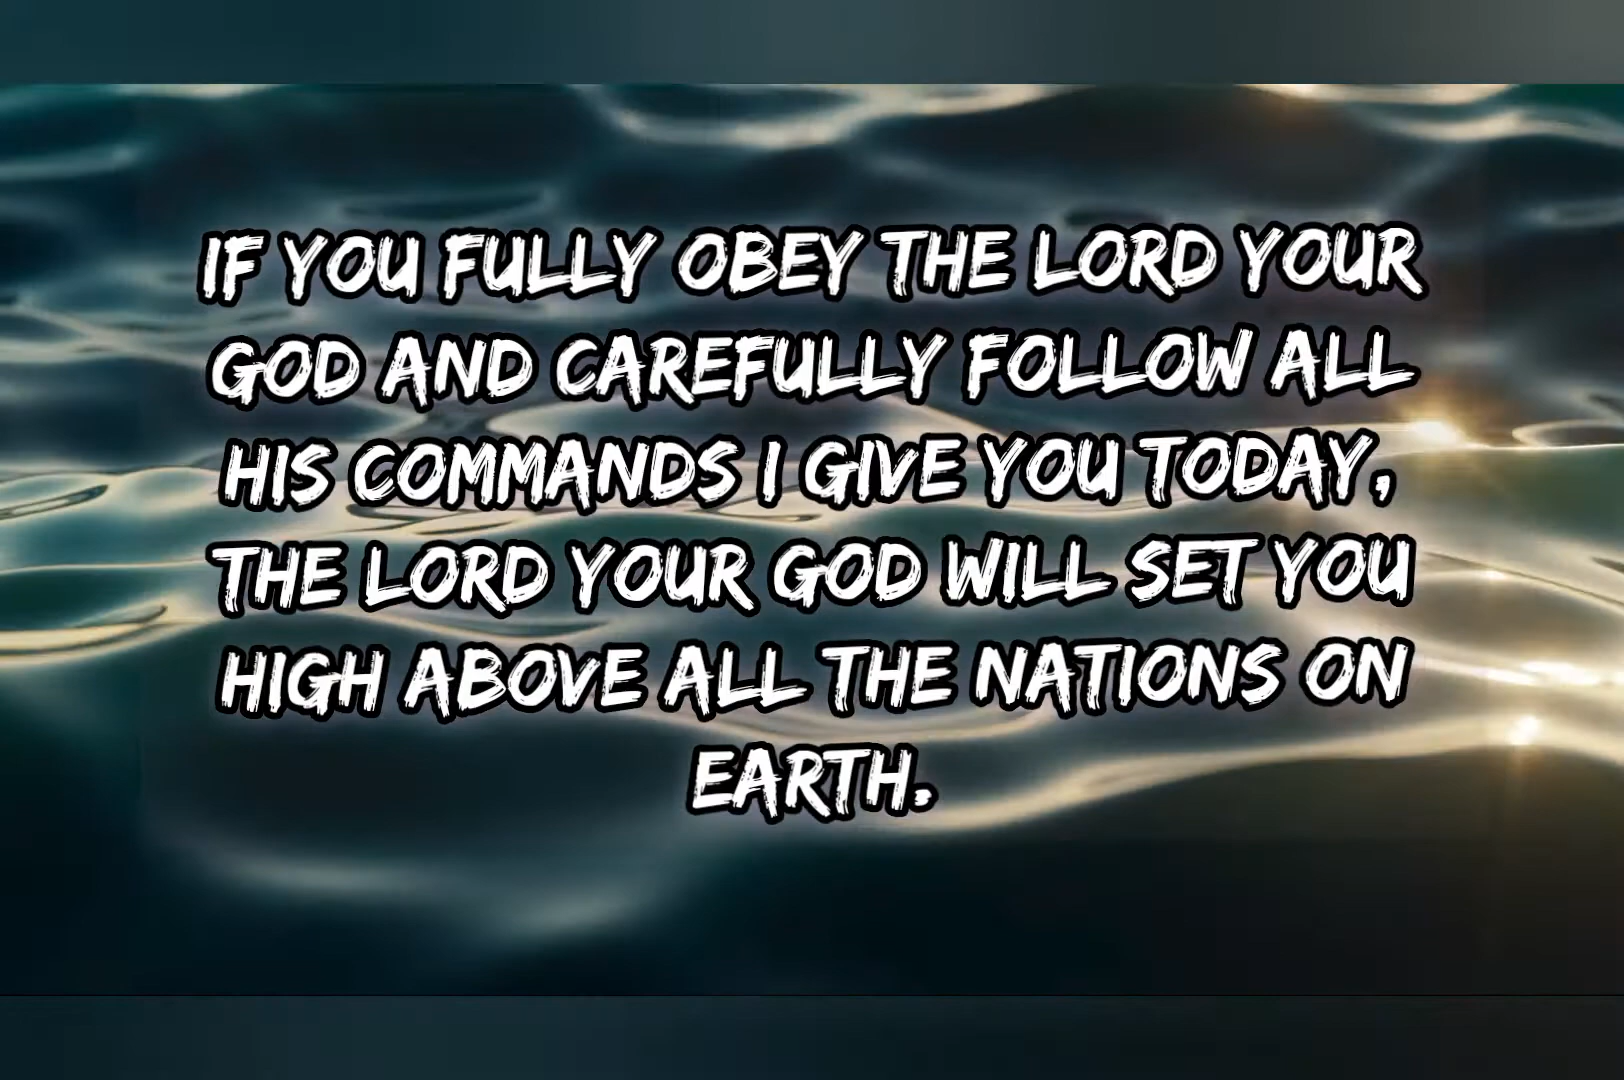 IF YOU FULLY OBEY THE LORD YOUR
GOD AND CAREFULLY FOLLOW ALL
HIS COMMANDS I GIVE YOU TODAY,
THE LORD YOUR GOD WILL SET YOU
HIGH ABOVE ALL THE NATIONS ON
EARTH.